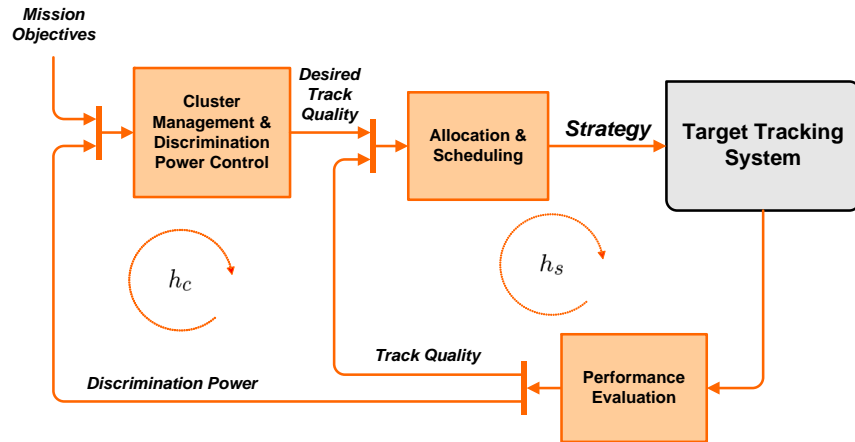 Mission
Objectives
Cluster
Management &
Discrimination
Power Control
Desired
Track
Quality
Allocation &
Scheduling
Strategy
Target Tracking
System
h_c
h_s
Track Quality
Discrimination Power
Performance
Evaluation